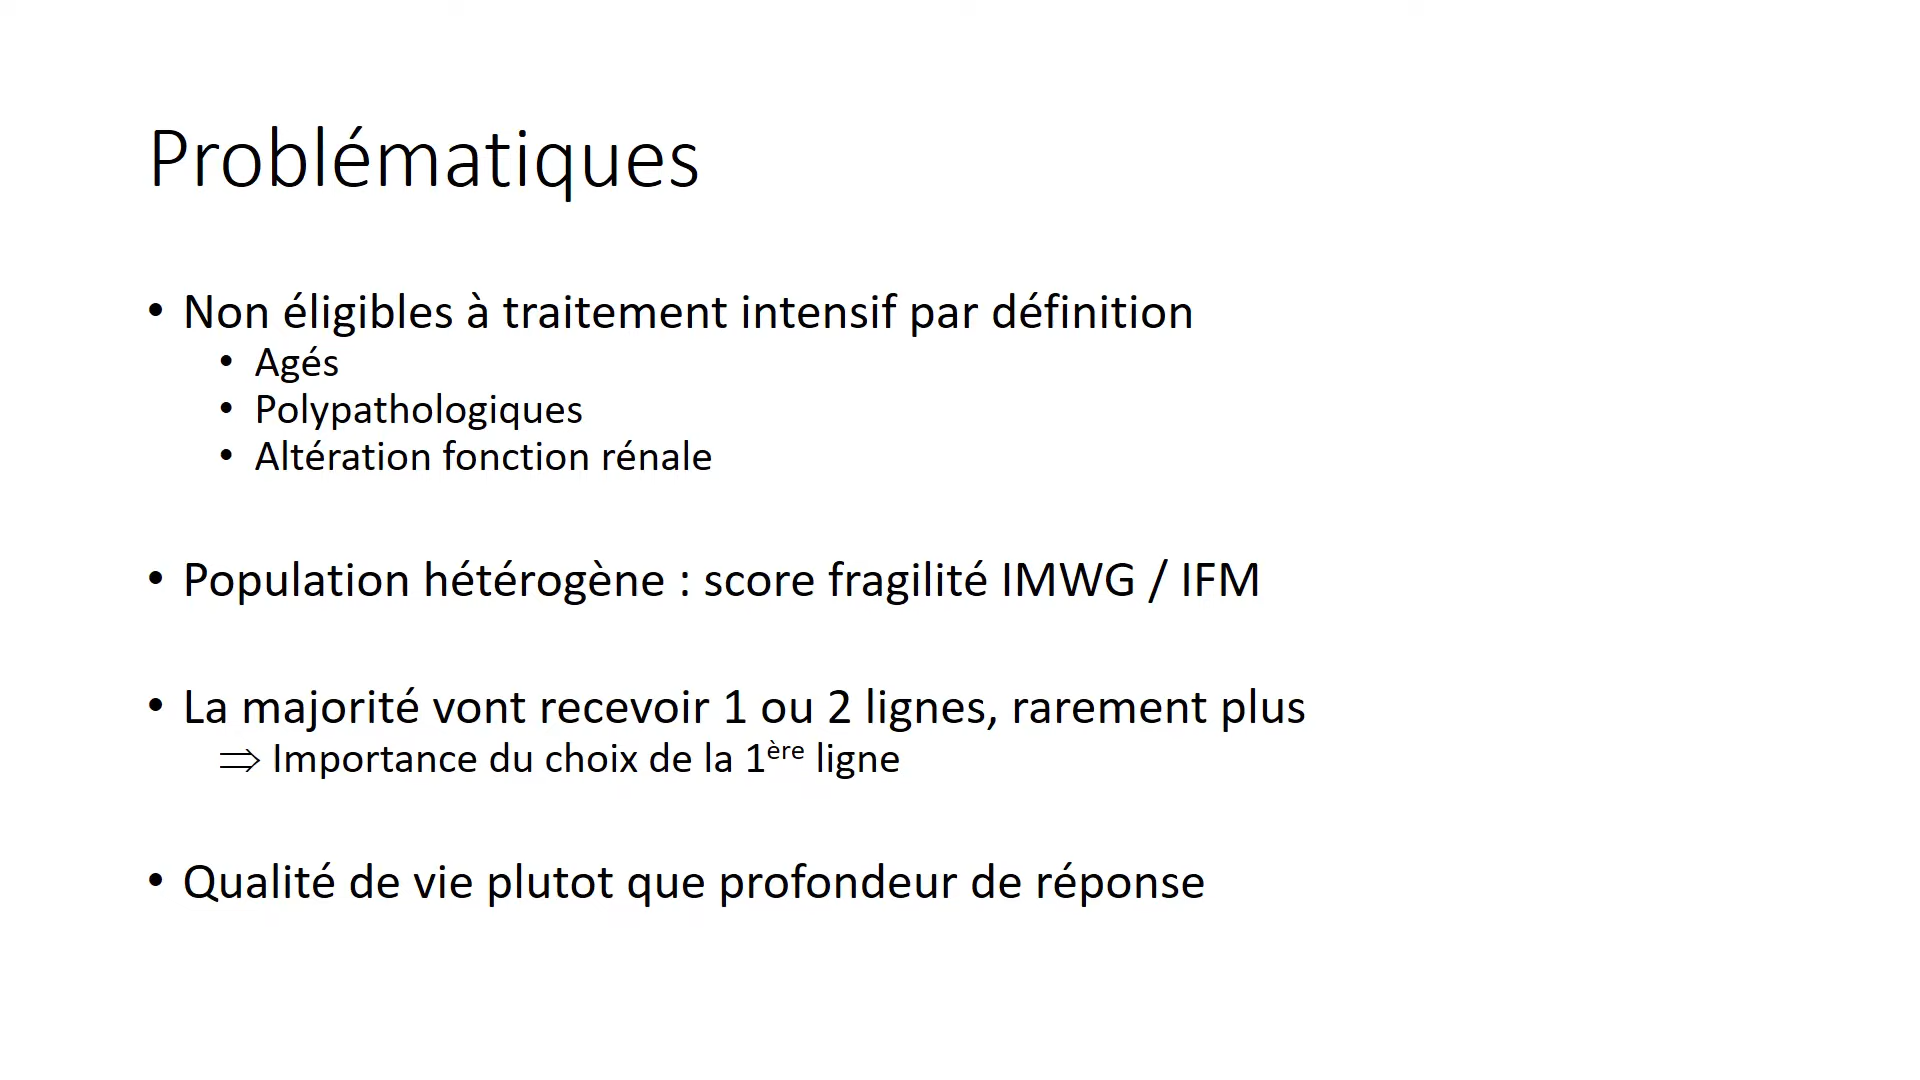 Problématiques
• Non éligibles à traitement intensif par définition
• Agés
• Polypathologiques
• Altération fonction rénale
• Population hétérogène : score fragilité IMWG / IFM
• La majorité vont recevoir 1 ou 2 lignes, rarement plus
⇒ Importance du choix de la 1ère ligne
• Qualité de vie plutot que profondeur de réponse